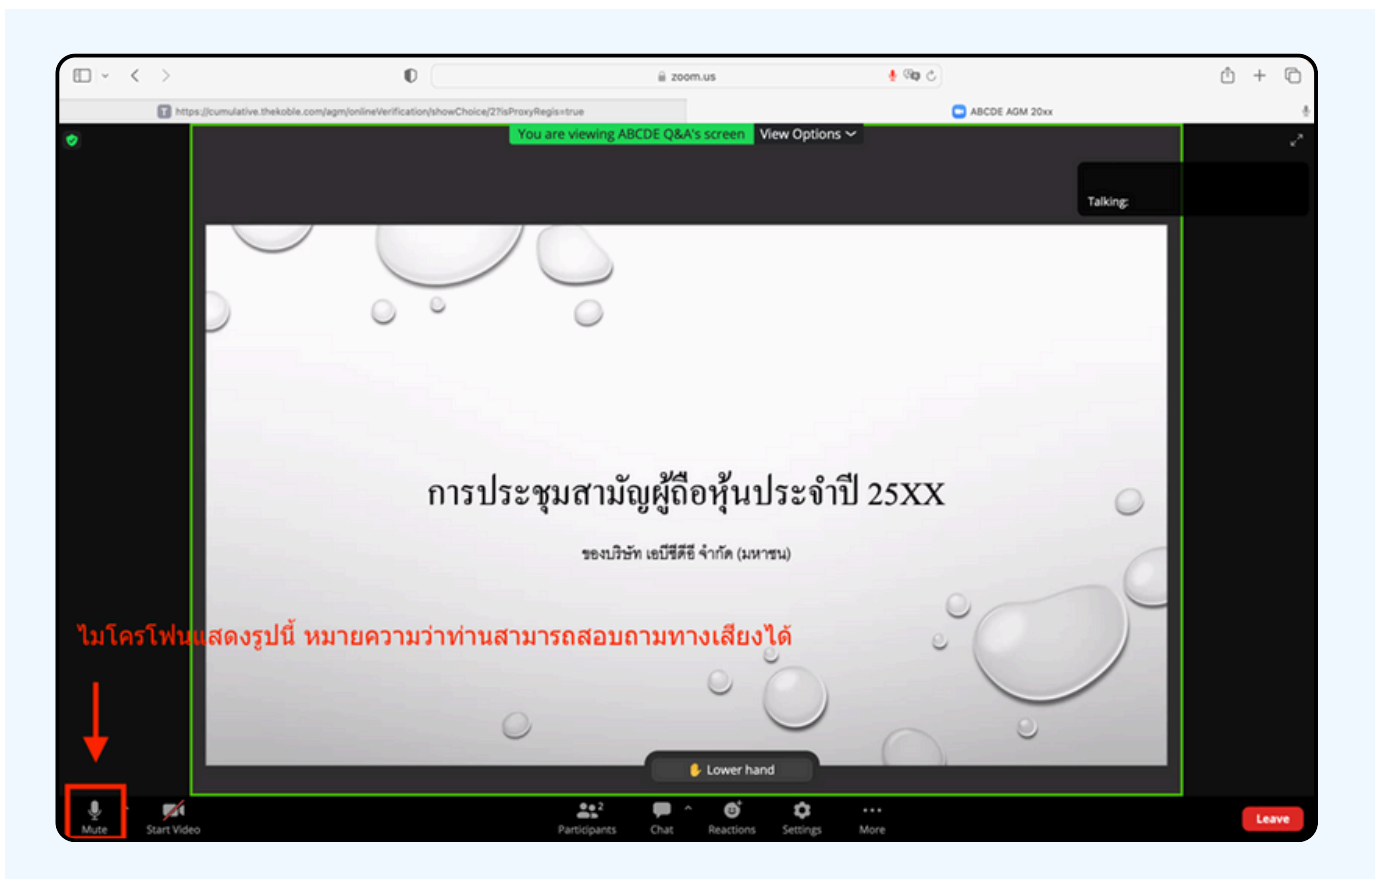 zoom.us
https://cumulative.thekoble.com/agm/onlineVerification/showChoice/2?isProxyRegis=true
ABCDE AGM 20xx
You are viewing ABCDE Q&A's screen View Options
Talking:
การประชุมสามัญผู้ถือหุ้นประจำปี 25XX
ของบริษัท เอบีซีดีอี จำกัด (มหาชน)
ไมโครโฟนแสดงรูปนี้ หมายความว่าท่านสามารถสอบถามทางเสียงได้
Lower hand
Mute Start Video Participants 2 Chat Reactions Settings More Leave